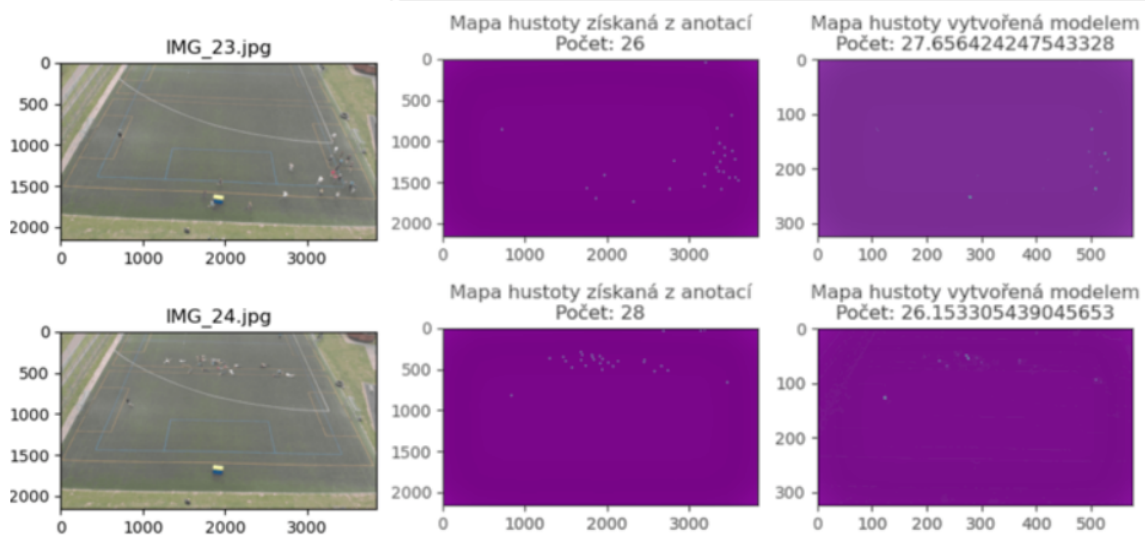 IMG_23.jpg
0
500
1000
1500
2000
0 1000 2000 3000
Mapa hustoty získaná z anotací
Počet: 26
0
500
1000
1500
2000
0 1000 2000 3000
Mapa hustoty vytvořená modelem
Počet: 27.656424247543328
0
100
200
300
0 100 200 300 400 500
IMG_24.jpg
0
500
1000
1500
2000
0 1000 2000 3000
Mapa hustoty získaná z anotací
Počet: 28
0
500
1000
1500
2000
0 1000 2000 3000
Mapa hustoty vytvořená modelem
Počet: 26.153305439045653
0
100
200
300
0 100 200 300 400 500